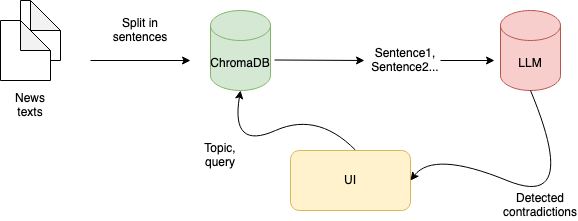 Split in
sentences
ChromaDB
Sentence1,
Sentence2...
LLM
News
texts
Topic,
query
UI
Detected
contradictions